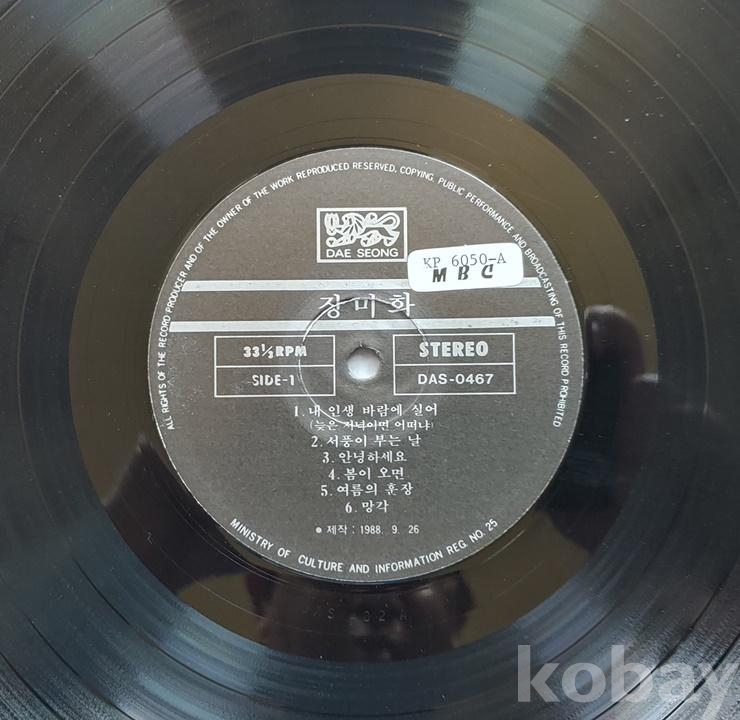 ALL RIGHTS OF THE RECORD PRODUCER AND OF THE OWNER OF THE WORK REPRODUCED RESERVED. COPYING. PUBLIC PERFORMANCE AND BROADCASTING OF THIS RECORD PROHIBITED
DAE SEONG
KP 6050-A
MBC
장미화
33⅓RPM
STEREO
SIDE-1
DAS-0467
1. 내 인생 바람에 실어
(늦은 저녁이면 어떠냐)
2. 서풍이 부는 날
3. 안녕하세요
4. 봄이 오면
5. 여름의 훈장
6. 망각
● 제작 : 1988. 9. 26
MINISTRY OF CULTURE AND INFORMATION REG. NO. 25
kobay